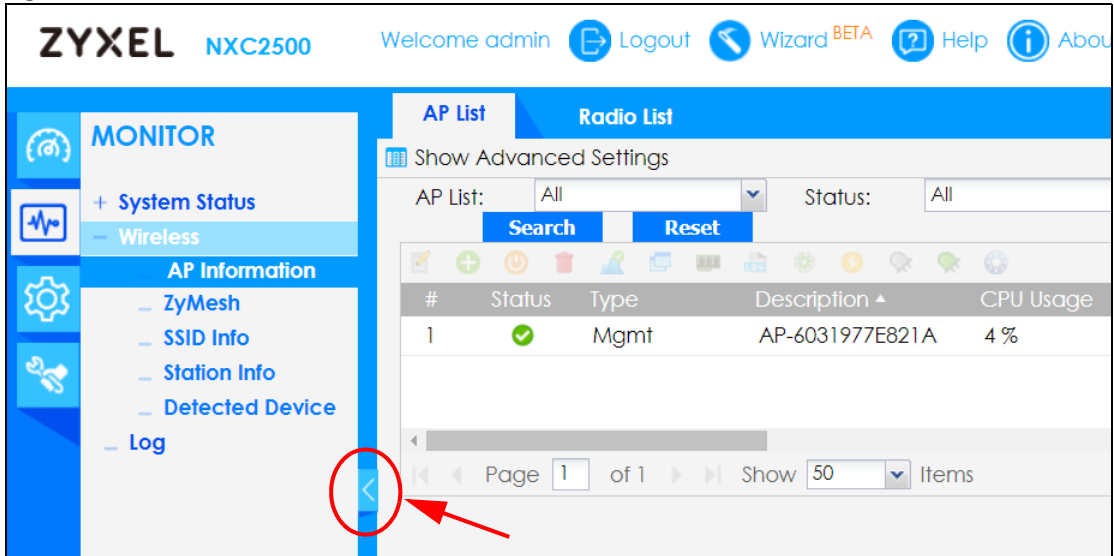 ZYXEL NXC2500 Welcome admin Logout Wizard BETA Help Abou
AP List Radio List
MONITOR
Show Advanced Settings
+ System Status
AP List: All Status: All
Search Reset
- Wireless
AP Information
# Status Type Description CPU Usage
ZyMesh
1 Mgmt AP-6031977E821A 4 %
SSID Info
Station Info
Detected Device
Log
Page 1 of 1 Show 50 Items